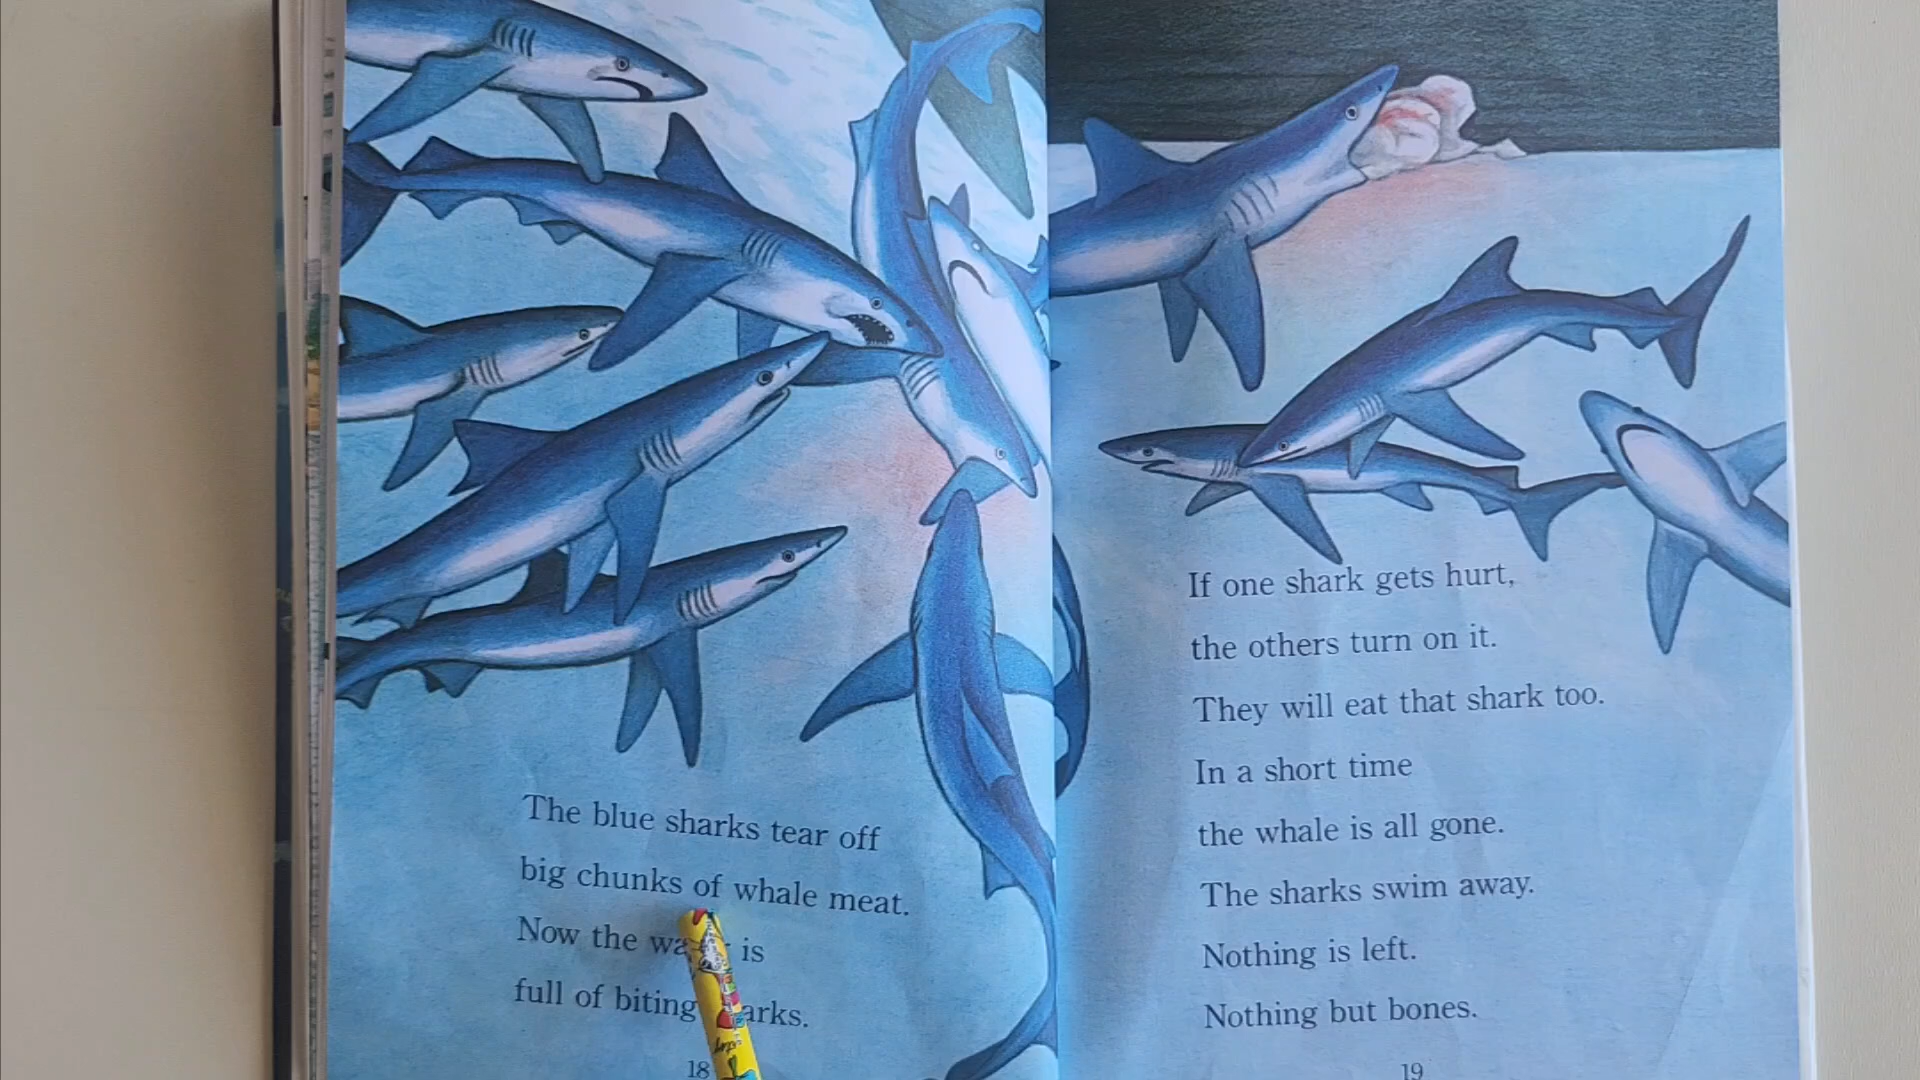 The blue sharks tear off
big chunks of whale meat.
Now the is
full of biting
18
If one shark gets hurt,
the others turn on it.
They will eat that shark too.
In a short time
the whale is all gone.
The sharks swim away.
Nothing is left.
Nothing but bones.
19